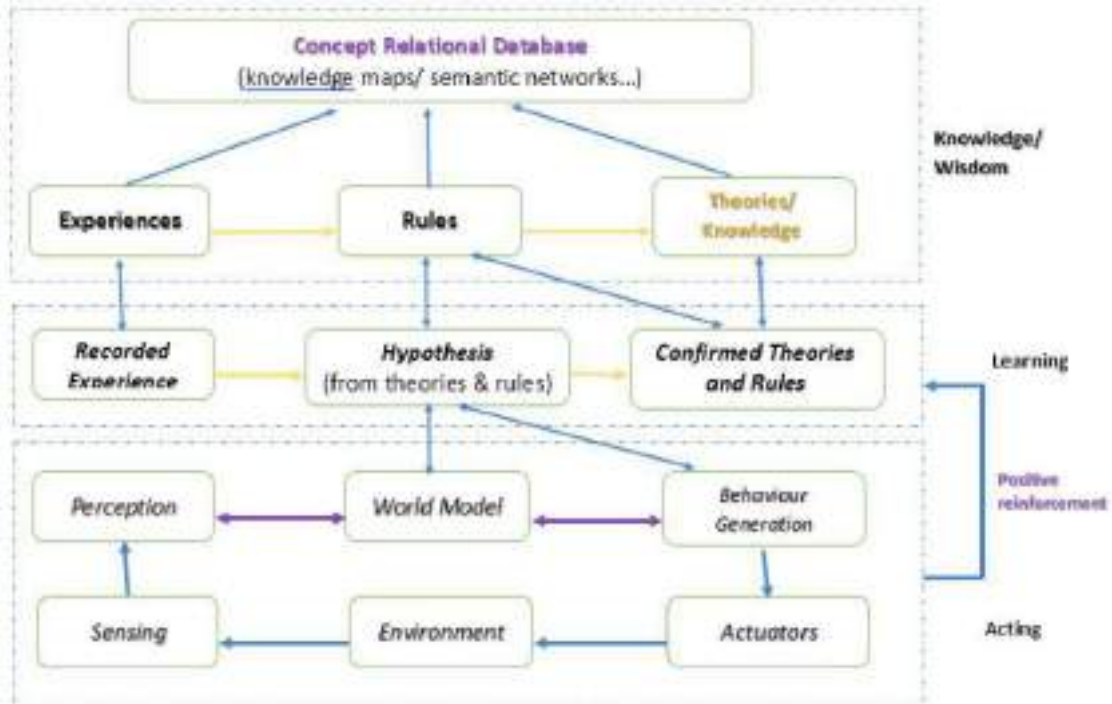 Concept Relational Database
(knowledge maps/ semantic networks...)
Knowledge/
Wisdom
Experiences
Rules
Theories/
Knowledge
Recorded
Experience
Hypothesis
(from theories & rules)
Confirmed Theories
and Rules
Learning
Perception
World Model
Behaviour
Generation
Positive
reinforcement
Sensing
Environment
Actuators
Acting